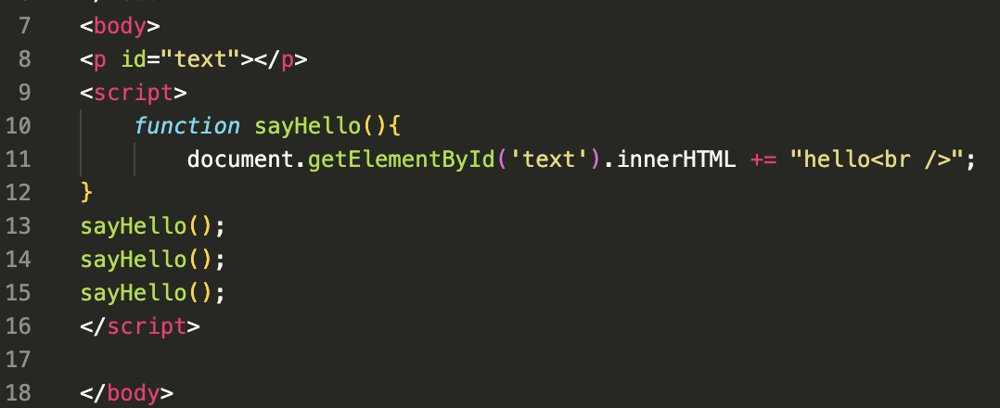 7 <body>
8 <p id="text"></p>
9 <script>
10 function sayHello(){
11 document.getElementById('text').innerHTML += "hello<br />";
12 }
13 sayHello();
14 sayHello();
15 sayHello();
16 </script>
17
18 </body>